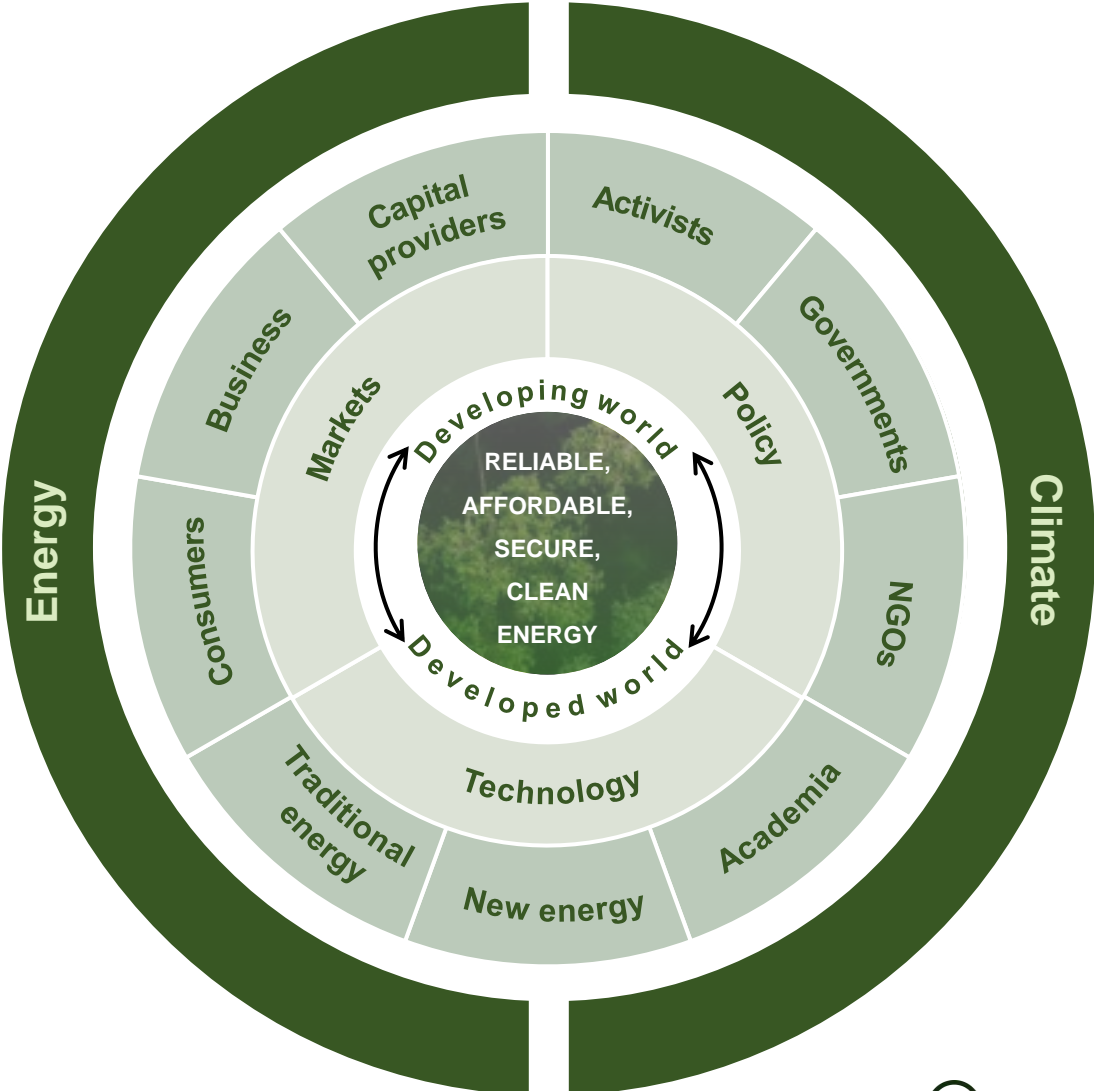 Energy
Climate
Capital
providers
Activists
Business
Governments
Consumers
NGOs
Traditional
energy
New energy
Academia
Markets
Policy
Technology
Developing world
RELIABLE,
AFFORDABLE,
SECURE,
CLEAN
ENERGY
Developed world